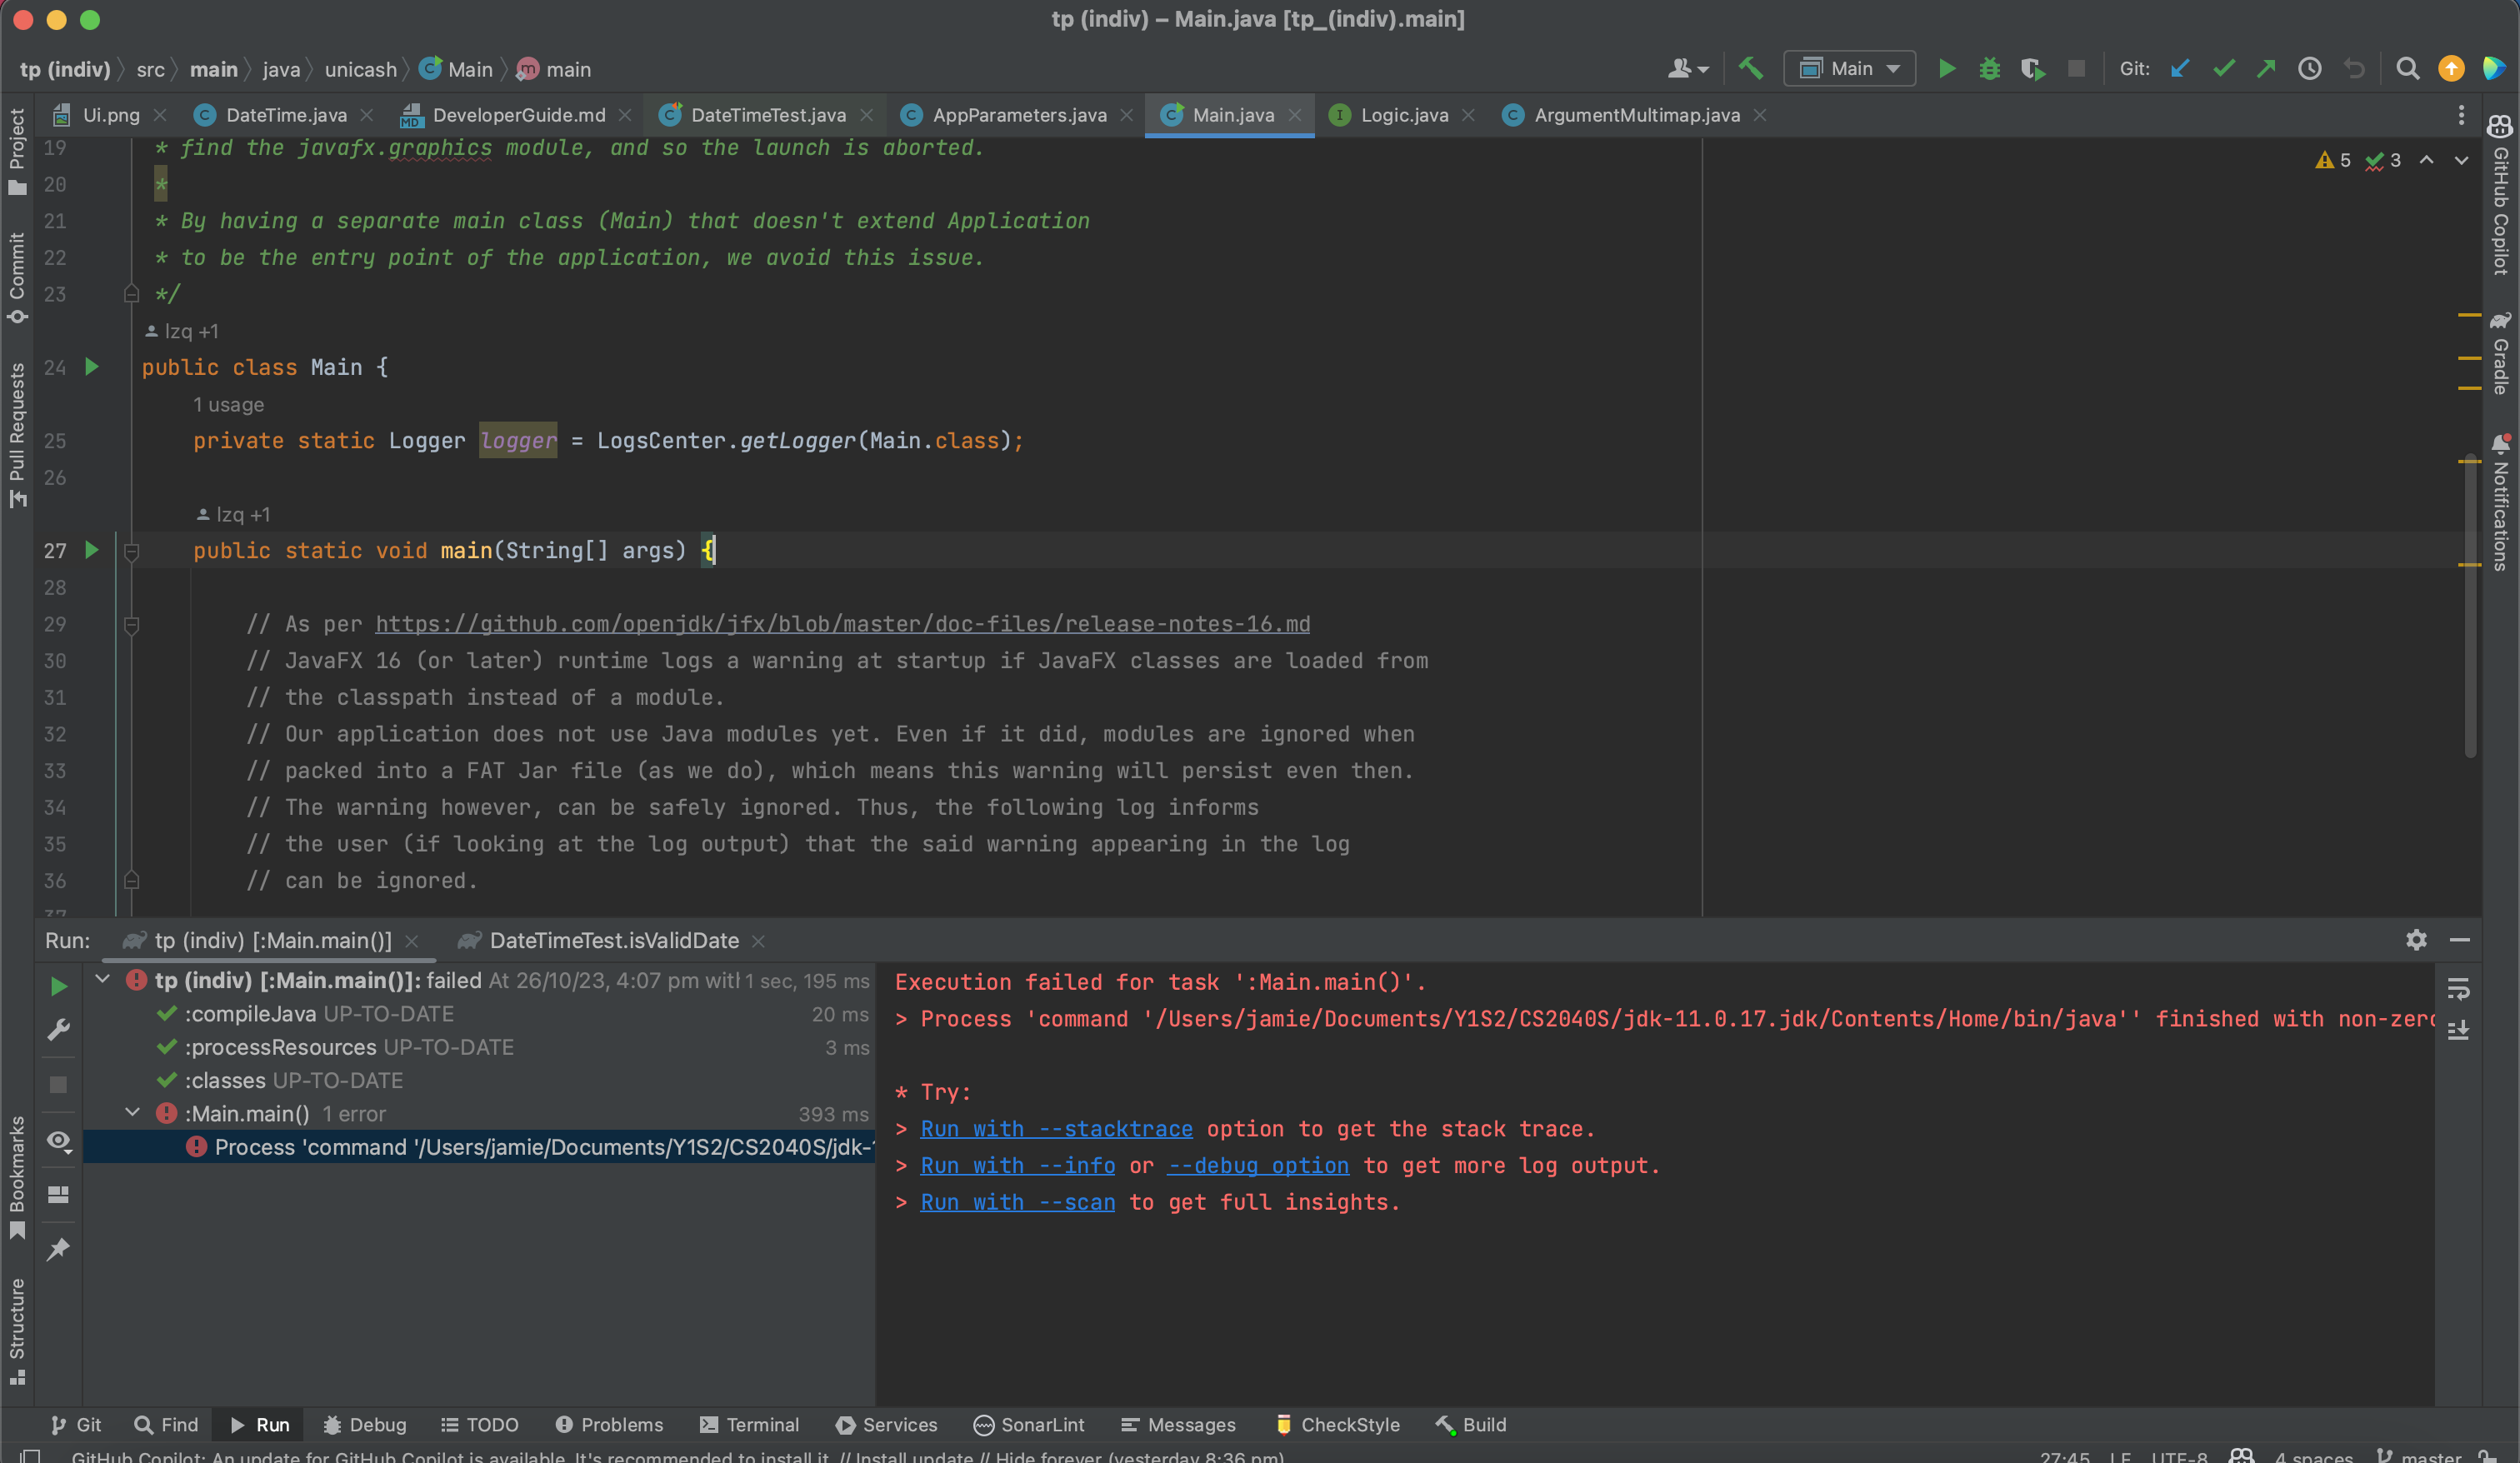 tp (indiv) – Main.java [tp_(indiv).main]
tp (indiv) src main java unicash Main main
Main Git:
Ui.png DateTime.java DeveloperGuide.md DateTimeTest.java AppParameters.java Main.java Logic.java ArgumentMultimap.java
Project
Commit
Pull Requests
Bookmarks
Structure
GitHub Copilot
Gradle
Notifications
5 3
19 * find the javafx.graphics module, and so the launch is aborted.
20 *
21 * By having a separate main class (Main) that doesn't extend Application
22 * to be the entry point of the application, we avoid this issue.
23 */
lzq +1
24 public class Main {
1 usage
25 private static Logger logger = LogsCenter.getLogger(Main.class);
26
lzq +1
27 public static void main(String[] args) {
28
29 // As per https://github.com/openjdk/jfx/blob/master/doc-files/release-notes-16.md
30 // JavaFX 16 (or later) runtime logs a warning at startup if JavaFX classes are loaded from
31 // the classpath instead of a module.
32 // Our application does not use Java modules yet. Even if it did, modules are ignored when
33 // packed into a FAT Jar file (as we do), which means this warning will persist even then.
34 // The warning however, can be safely ignored. Thus, the following log informs
35 // the user (if looking at the log output) that the said warning appearing in the log
36 // can be ignored.
37
Run: tp (indiv) [:Main.main()] DateTimeTest.isValidDate
tp (indiv) [:Main.main()]: failed At 26/10/23, 4:07 pm with 1 sec, 195 ms
:compileJava UP-TO-DATE 20 ms
:processResources UP-TO-DATE 3 ms
:classes UP-TO-DATE
:Main.main() 1 error 393 ms
Process 'command '/Users/jamie/Documents/Y1S2/CS2040S/jdk-1
Execution failed for task ':Main.main()'.
> Process 'command '/Users/jamie/Documents/Y1S2/CS2040S/jdk-11.0.17.jdk/Contents/Home/bin/java'' finished with non-zero
* Try:
> Run with --stacktrace option to get the stack trace.
> Run with --info or --debug option to get more log output.
> Run with --scan to get full insights.
Git Find Run Debug TODO Problems Terminal Services SonarLint Messages CheckStyle Build
GitHub Copilot: An update for GitHub Copilot is available. It's recommended to install it. // Install update // Hide forever (yesterday 8:36 pm)
27:45 LF UTF-8 4 spaces master